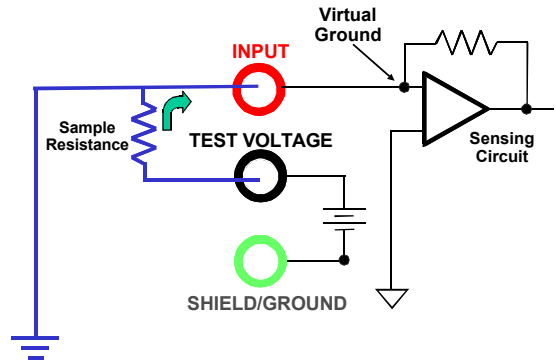 Virtual
Ground
INPUT
Sample
Resistance
TEST VOLTAGE
Sensing
Circuit
SHIELD/GROUND